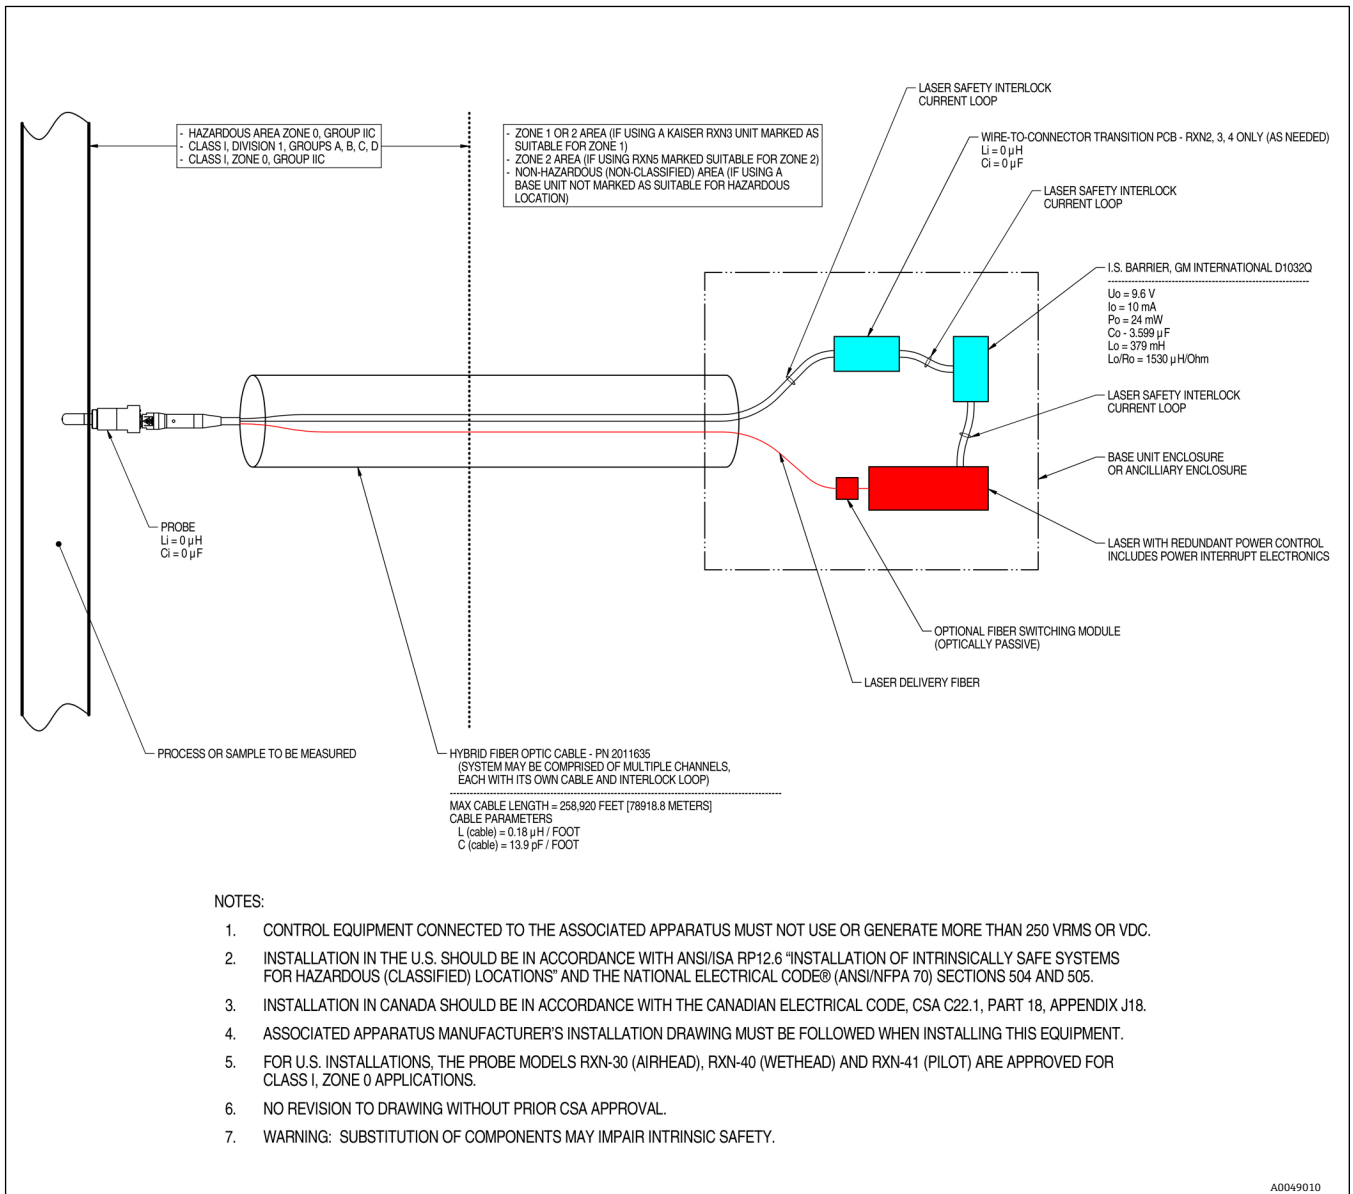 - HAZARDOUS AREA ZONE 0, GROUP IIC
- CLASS I, DIVISION 1, GROUPS A, B, C, D
- CLASS I, ZONE 0, GROUP IIC
- ZONE 1 OR 2 AREA (IF USING A KAISER RXN3 UNIT MARKED AS
SUITABLE FOR ZONE 1)
- ZONE 2 AREA (IF USING RXN5 MARKED SUITABLE FOR ZONE 2)
- NON-HAZARDOUS (NON-CLASSIFIED) AREA (IF USING A
BASE UNIT NOT MARKED AS SUITABLE FOR HAZARDOUS
LOCATION)
LASER SAFETY INTERLOCK
CURRENT LOOP
WIRE-TO-CONNECTOR TRANSITION PCB - RXN2, 3, 4 ONLY (AS NEEDED)
Li = 0 µH
Ci = 0 µF
LASER SAFETY INTERLOCK
CURRENT LOOP
I.S. BARRIER, GM INTERNATIONAL D1032Q
Uo = 9.6 V
Io = 10 mA
Po = 24 mW
Co - 3.599 µF
Lo = 379 mH
Lo/Ro = 1530 µH/Ohm
LASER SAFETY INTERLOCK
CURRENT LOOP
BASE UNIT ENCLOSURE
OR ANCILLIARY ENCLOSURE
LASER WITH REDUNDANT POWER CONTROL
INCLUDES POWER INTERRUPT ELECTRONICS
PROBE
Li = 0 µH
Ci = 0 µF
OPTIONAL FIBER SWITCHING MODULE
(OPTICALLY PASSIVE)
LASER DELIVERY FIBER
PROCESS OR SAMPLE TO BE MEASURED
HYBRID FIBER OPTIC CABLE - PN 2011635
(SYSTEM MAY BE COMPRISED OF MULTIPLE CHANNELS,
EACH WITH ITS OWN CABLE AND INTERLOCK LOOP)
MAX CABLE LENGTH = 258,920 FEET [78918.8 METERS]
CABLE PARAMETERS
L (cable) = 0.18 µH / FOOT
C (cable) = 13.9 pF / FOOT
NOTES:
1. CONTROL EQUIPMENT CONNECTED TO THE ASSOCIATED APPARATUS MUST NOT USE OR GENERATE MORE THAN 250 VRMS OR VDC.
2. INSTALLATION IN THE U.S. SHOULD BE IN ACCORDANCE WITH ANSI/ISA RP12.6 “INSTALLATION OF INTRINSICALLY SAFE SYSTEMS
FOR HAZARDOUS (CLASSIFIED) LOCATIONS” AND THE NATIONAL ELECTRICAL CODE® (ANSI/NFPA 70) SECTIONS 504 AND 505.
3. INSTALLATION IN CANADA SHOULD BE IN ACCORDANCE WITH THE CANADIAN ELECTRICAL CODE, CSA C22.1, PART 18, APPENDIX J18.
4. ASSOCIATED APPARATUS MANUFACTURER'S INSTALLATION DRAWING MUST BE FOLLOWED WHEN INSTALLING THIS EQUIPMENT.
5. FOR U.S. INSTALLATIONS, THE PROBE MODELS RXN-30 (AIRHEAD), RXN-40 (WETHEAD) AND RXN-41 (PILOT) ARE APPROVED FOR
CLASS I, ZONE 0 APPLICATIONS.
6. NO REVISION TO DRAWING WITHOUT PRIOR CSA APPROVAL.
7. WARNING: SUBSTITUTION OF COMPONENTS MAY IMPAIR INTRINSIC SAFETY.
A0049010